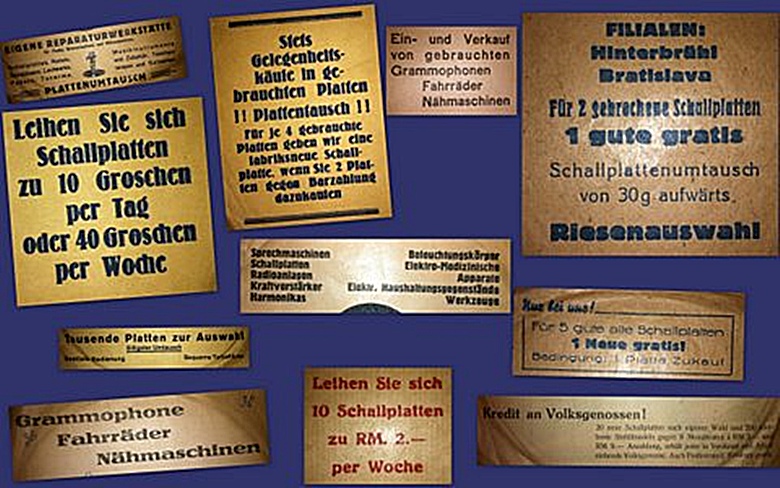 EIGENE REPARATURWERKSTÄTTE
PLATTENUMTAUSCH
Leihen Sie sich
Schallplatten
zu 10 Groschen
per Tag
oder 40 Groschen
per Woche
Stets
Gelegenheits-
käufe in ge-
brauchten Platten
!! Plattentausch !!
Für je 4 gebrauchte
Platten geben wir eine
fabriksneue Schall-
platte, wenn Sie 2 Plat-
ten gegen Barzahlung
dazukaufen
Ein- und Verkauf
von gebrauchten
Grammophonen
Fahrräder
Nähmaschinen
FILIALEN:
Hinterbrühl
Bratislava
Für 2 gebrochene Schallplatten
1 gute gratis
Schallplattenumtausch
von 30g aufwärts.
Riesenauswahl
Sprechmaschinen
Schallplatten
Radioanlagen
Kraftverstärker
Harmonikas
Beleuchtungskörper
Elektro-Medizinische
Apparate
Elektr. Haushaltungsgegenstände
Werkzeuge
Nur bei uns!
Für 5 gute alte Schallplatten
1 Neue gratis!
Bedingung: 1 Platte Zukauf
Tausende Platten zur Auswahl
Grammophone
Fahrräder
Nähmaschinen
Leihen Sie sich
10 Schallplatten
zu RM. 2.—
per Woche
Kredit an Volksgenossen!